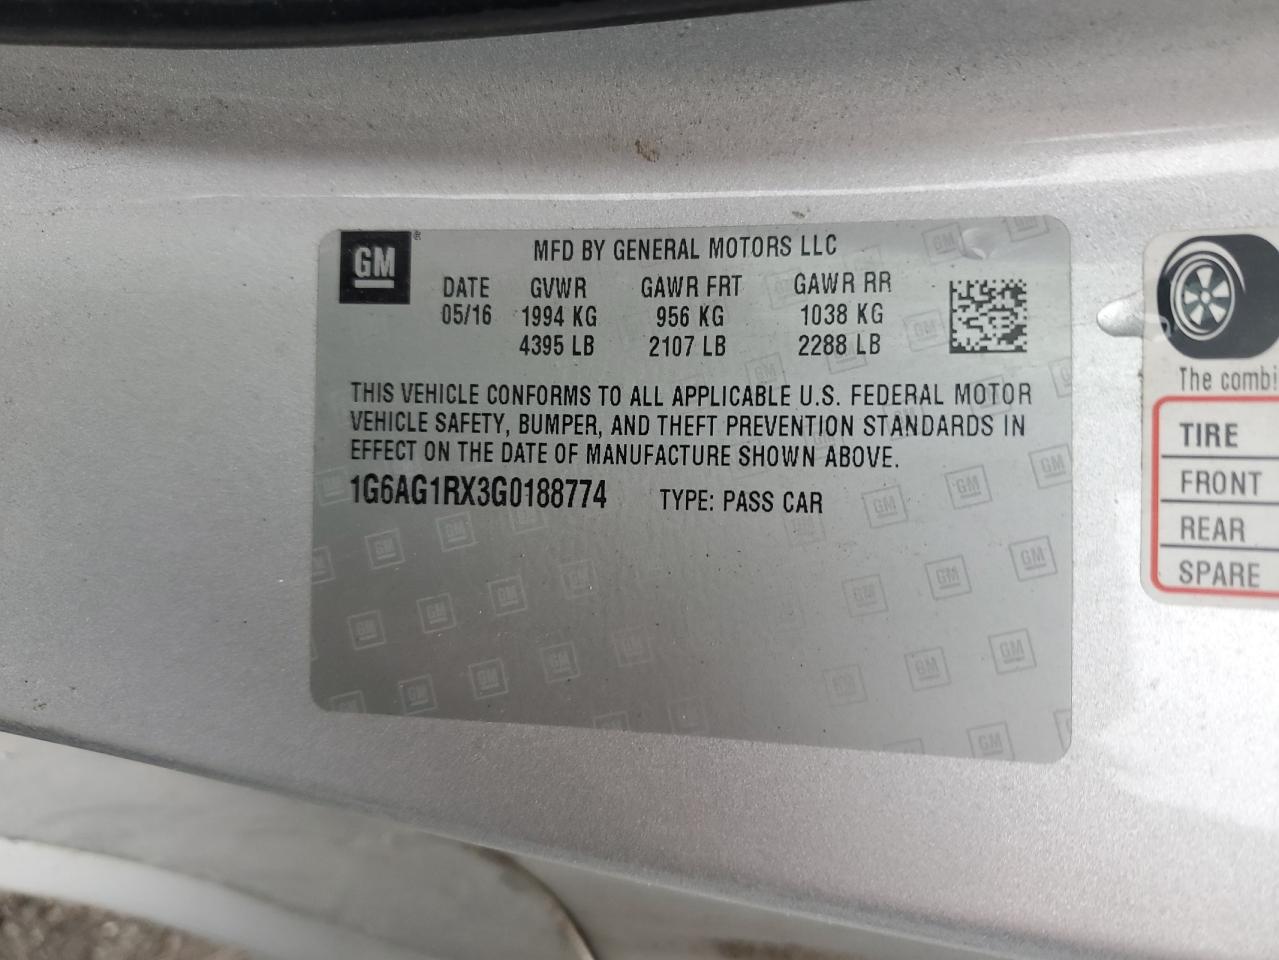 GM
MFD BY GENERAL MOTORS LLC
DATE GVWR GAWR FRT GAWR RR
05/16 1994 KG 956 KG 1038 KG
4395 LB 2107 LB 2288 LB
THIS VEHICLE CONFORMS TO ALL APPLICABLE U.S. FEDERAL MOTOR
VEHICLE SAFETY, BUMPER, AND THEFT PREVENTION STANDARDS IN
EFFECT ON THE DATE OF MANUFACTURE SHOWN ABOVE.
1G6AG1RX3G0188774 TYPE: PASS CAR
The combi
TIRE
FRONT
REAR
SPARE